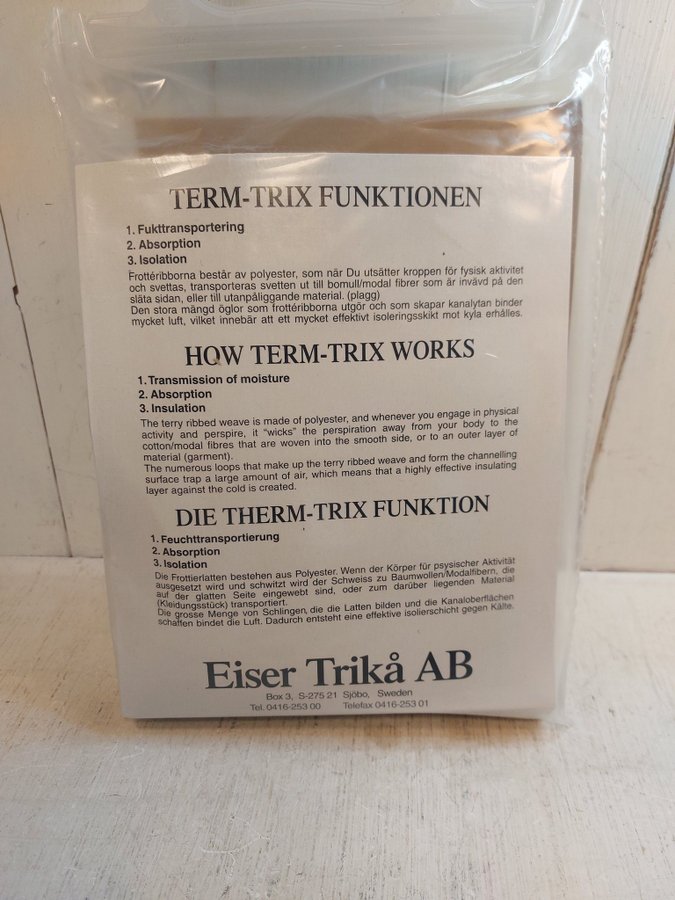 TERM-TRIX FUNKTIONEN
1. Fukttransportering
2. Absorption
3. Isolation
Frottéribborna består av polyester, som när Du utsätter kroppen för fysisk aktivitet
och svettas, transporteras svetten ut till bomull/modal fibrer som är invävd på den
släta sidan, eller till utanpåliggande material. (plagg)
Den stora mängd öglor som frottéribborna utgör och som skapar kanalytan binder
mycket luft, vilket innebär att ett mycket effektivt isoleringsskikt mot kyla erhålles.
HOW TERM-TRIX WORKS
1. Transmission of moisture
2. Absorption
3. Insulation
The terry ribbed weave is made of polyester, and whenever you engage in physical
activity and perspire, it “wicks” the perspiration away from your body to the
cotton/modal fibres that are woven into the smooth side, or to an outer layer of
material (garment).
The numerous loops that make up the terry ribbed weave and form the channelling
surface trap a large amount of air, which means that a highly effective insulating
layer against the cold is created.
DIE THERM-TRIX FUNKTION
1. Feuchttransportierung
2. Absorption
3. Isolation
Die Frottierlatten bestehen aus Polyester. Wenn der Körper für psysischer Aktivität
ausgesetzt wird und schwitzt wird der Schweiss zu Baumwollen/Modalfibern, die
auf der glatten Seite eingewebt sind, oder zum darüber liegenden Material
(Kleidungsstück) transportiert.
Die grosse Menge von Schlingen, die die Latten bilden und die Kanaloberflächen
schaffen bindet die Luft. Dadurch entsteht eine effektive isolierschicht gegen Kälte.
Eiser Trikå AB
Box 3, S-275 21 Sjöbo, Sweden
Tel. 0416-253 00 Telefax 0416-253 01